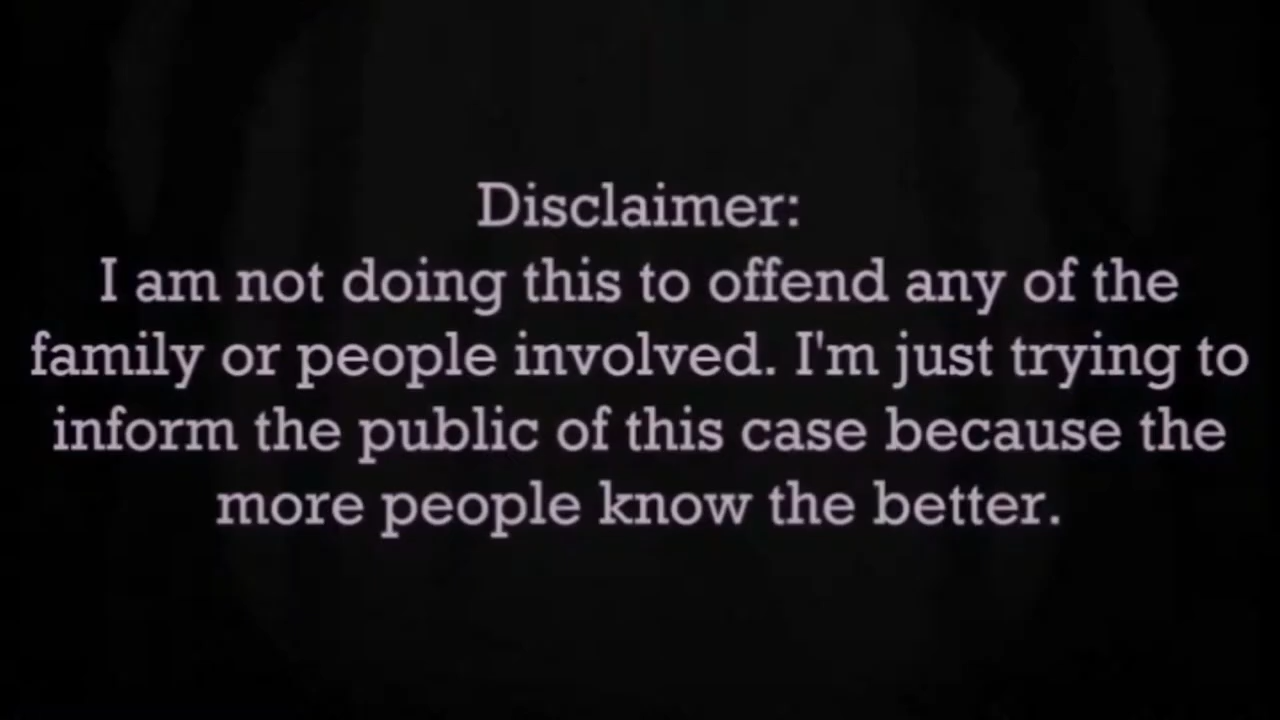 Disclaimer:
I am not doing this to offend any of the
family or people involved. I'm just trying to
inform the public of this case because the
more people know the better.